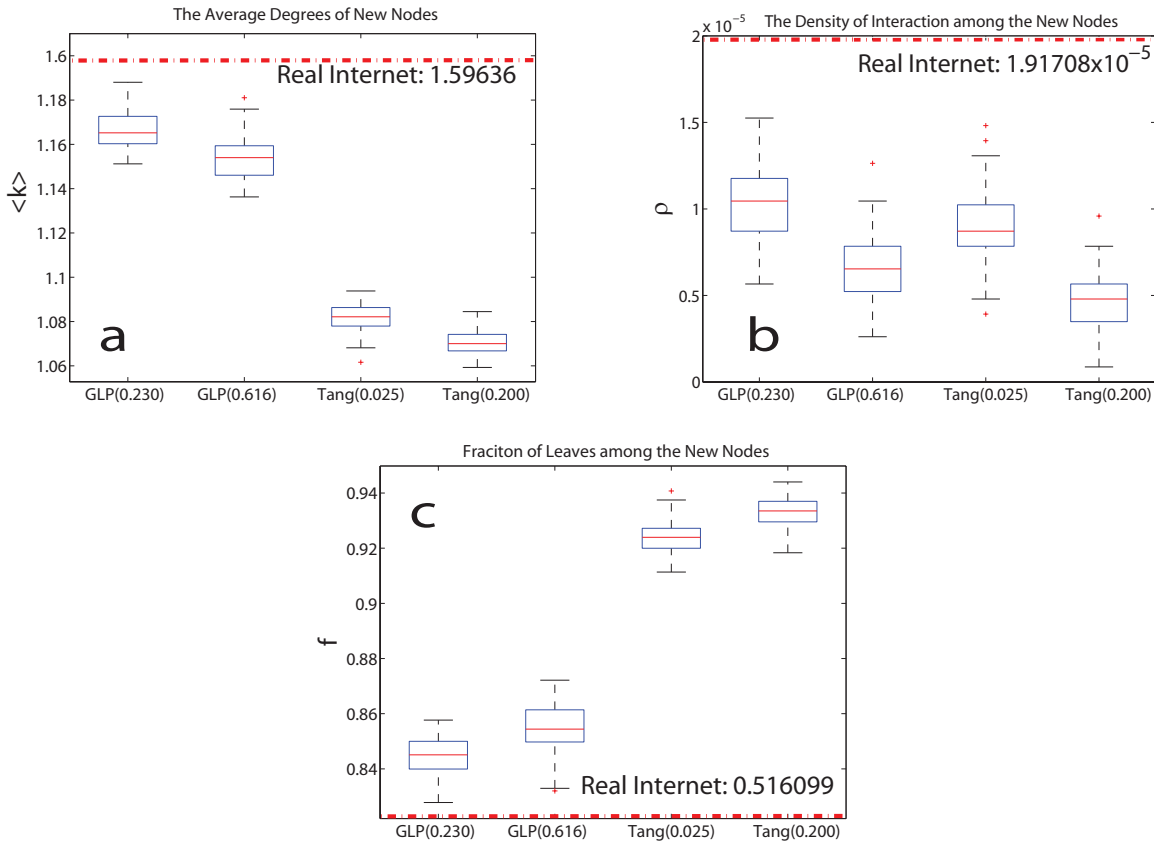 The Average Degrees of New Nodes
1.6
1.18
1.16
1.14
1.12
1.1
1.08
1.06
<k>
Real Internet: 1.59636
a
GLP(0.230) GLP(0.616) Tang(0.025) Tang(0.200)
The Density of Interaction among the New Nodes
x 10⁻⁵
2
1.5
1
0.5
0
ρ
Real Internet: 1.91708x10⁻⁵
b
GLP(0.230) GLP(0.616) Tang(0.025) Tang(0.200)
Fraciton of Leaves among the New Nodes
0.94
0.92
0.9
0.88
0.86
0.84
f
c
Real Internet: 0.516099
GLP(0.230) GLP(0.616) Tang(0.025) Tang(0.200)